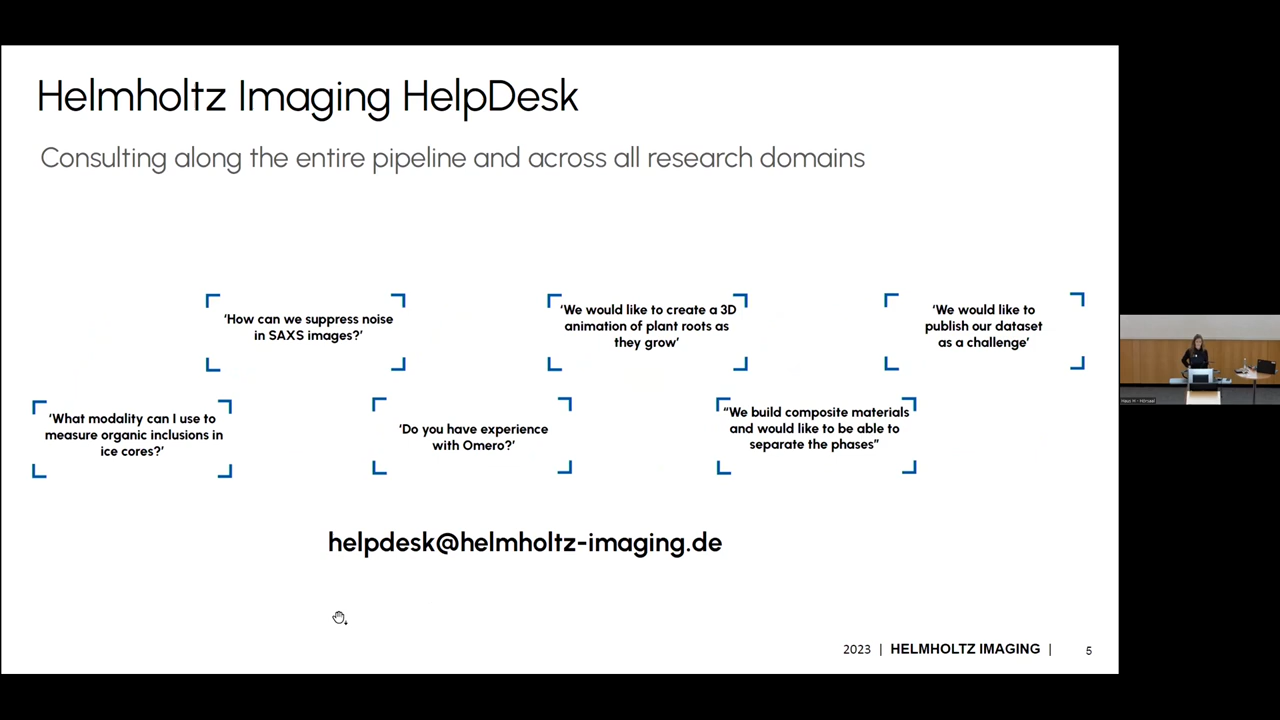 Helmholtz Imaging HelpDesk
Consulting along the entire pipeline and across all research domains
‘How can we suppress noise
in SAXS images?’
‘We would like to create a 3D
animation of plant roots as
they grow’
‘We would like to
publish our dataset
as a challenge’
‘What modality can I use to
measure organic inclusions in
ice cores?’
‘Do you have experience
with Omero?’
“We build composite materials
and would like to be able to
separate the phases”
helpdesk@helmholtz-imaging.de
2023 | HELMHOLTZ IMAGING | 5